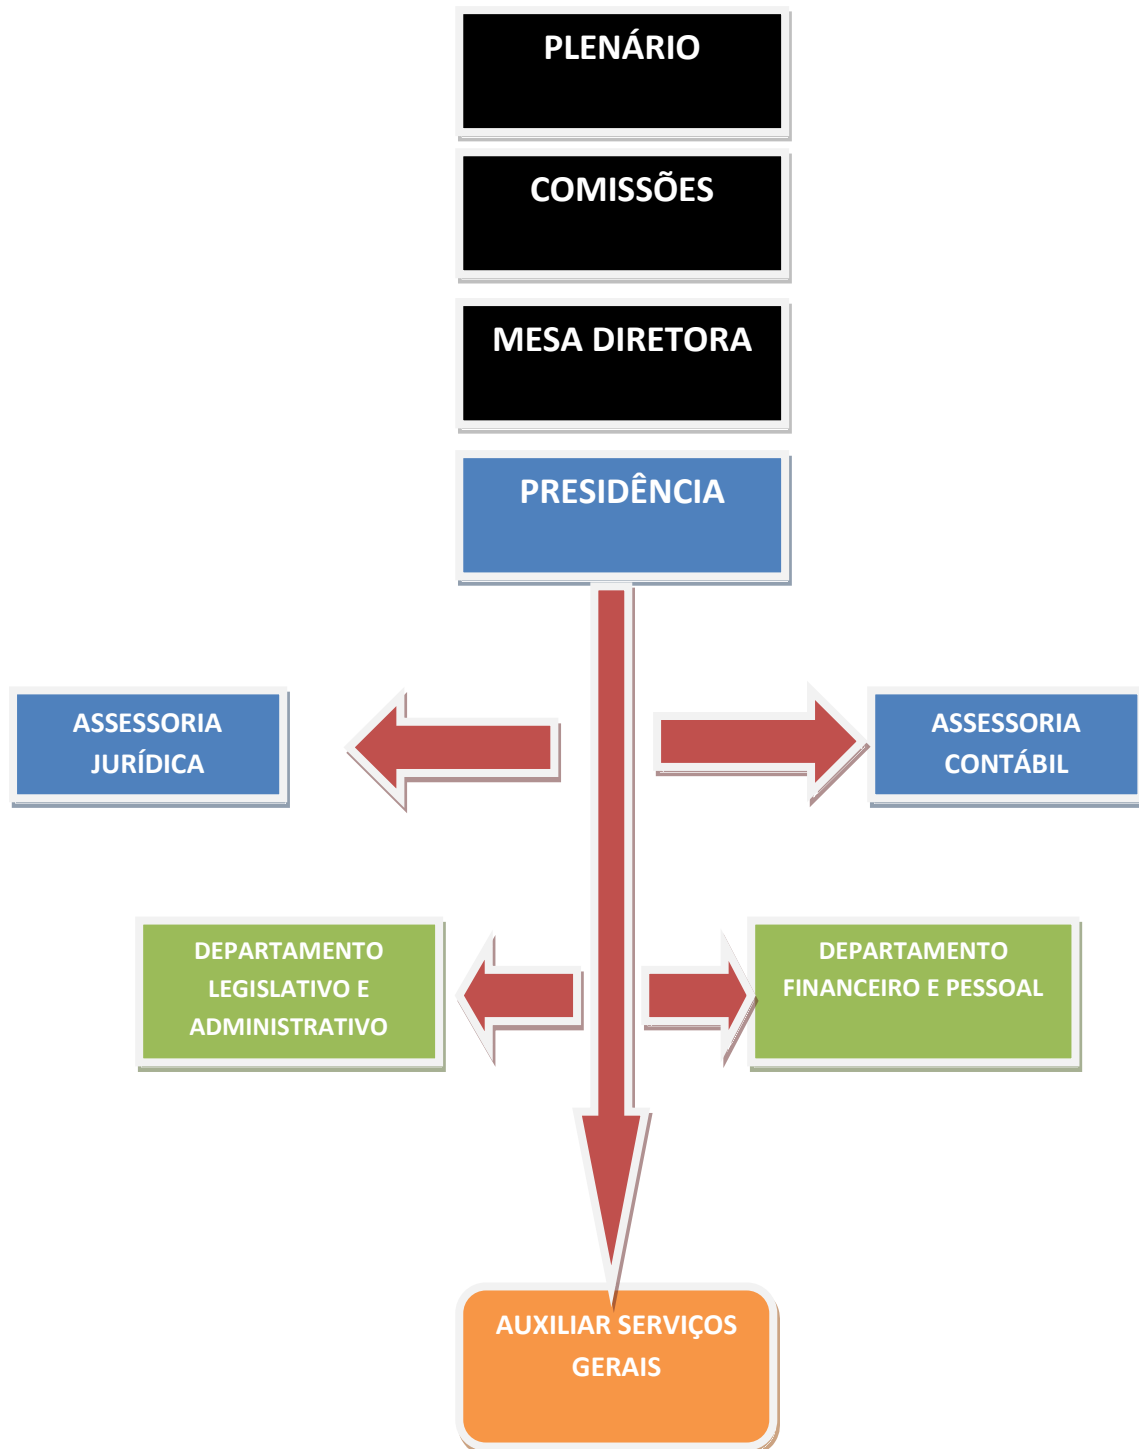 PLENÁRIO
COMISSÕES
MESA DIRETORA
PRESIDÊNCIA
ASSESSORIA
JURÍDICA
ASSESSORIA
CONTÁBIL
DEPARTAMENTO
LEGISLATIVO E
ADMINISTRATIVO
DEPARTAMENTO
FINANCEIRO E PESSOAL
AUXILIAR SERVIÇOS
GERAIS